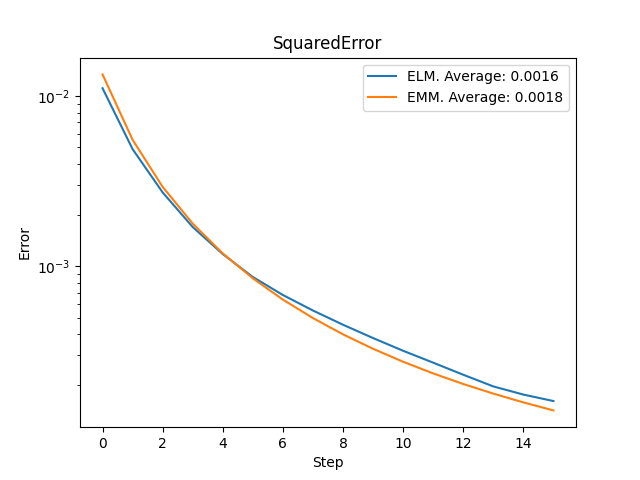 SquaredError
ELM. Average: 0.0016
EMM. Average: 0.0018
10⁻²
10⁻³
Error
0 2 4 6 8 10 12 14
Step